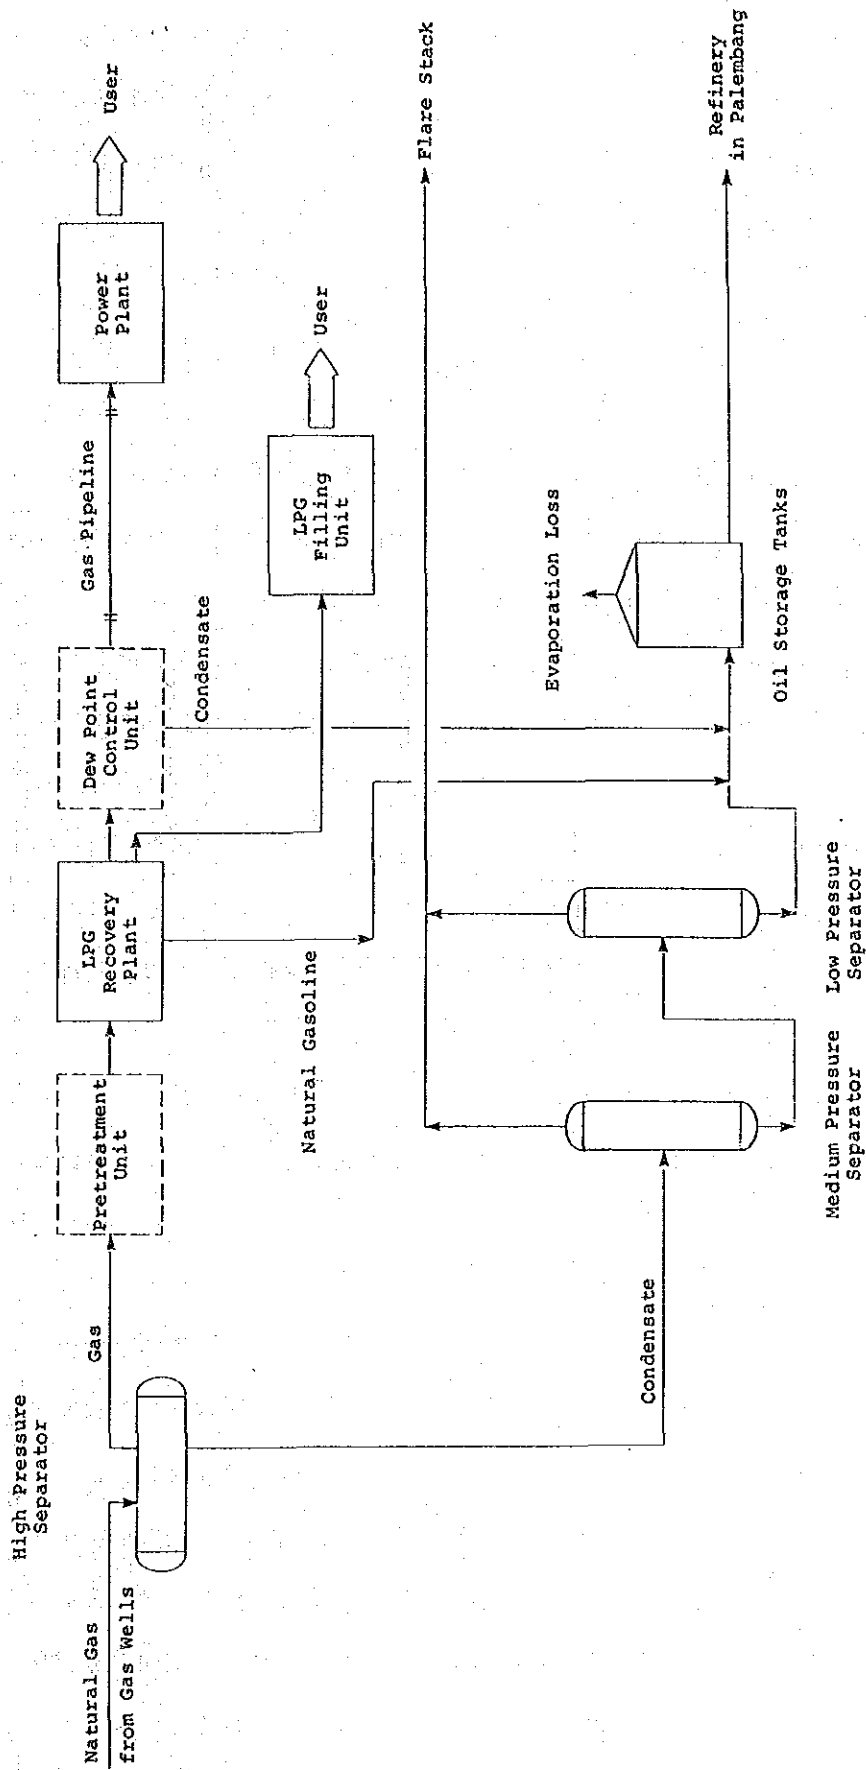 High Pressure
Separator
Natural Gas
from Gas Wells
Gas
Pretreatment
Unit
LPG
Recovery
Plant
Dew Point
Control
Unit
Gas Pipeline
Power
Plant
User
Condensate
Natural Gasoline
LPG
Filling
Unit
User
Flare Stack
Condensate
Medium Pressure
Separator
Low Pressure
Separator
Evaporation Loss
Oil Storage Tanks
Refinery
in Palembang